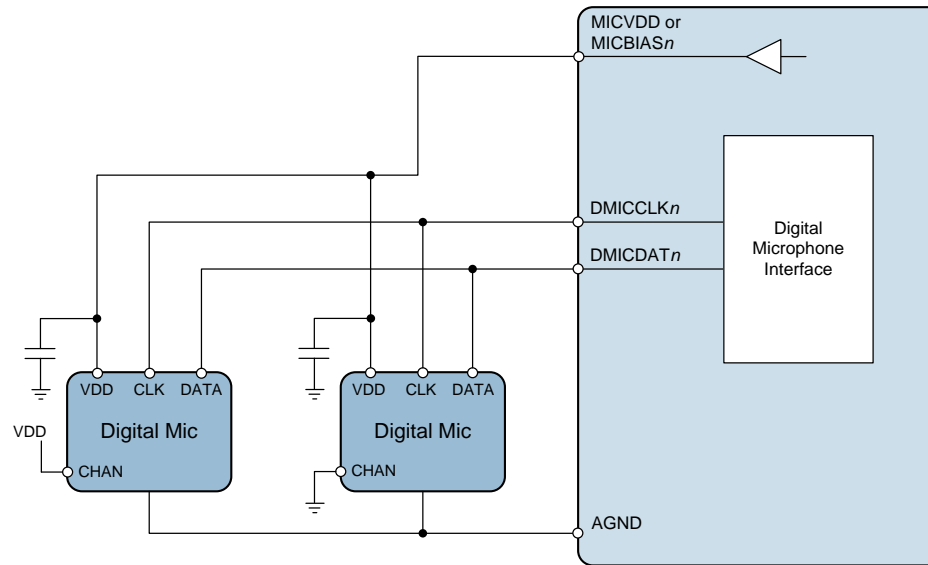 MICVDD or
MICBIASn
DMICCLKn
DMICDATn
Digital
Microphone
Interface
VDD CLK DATA
Digital Mic
VDD
CHAN
VDD CLK DATA
Digital Mic
CHAN
AGND